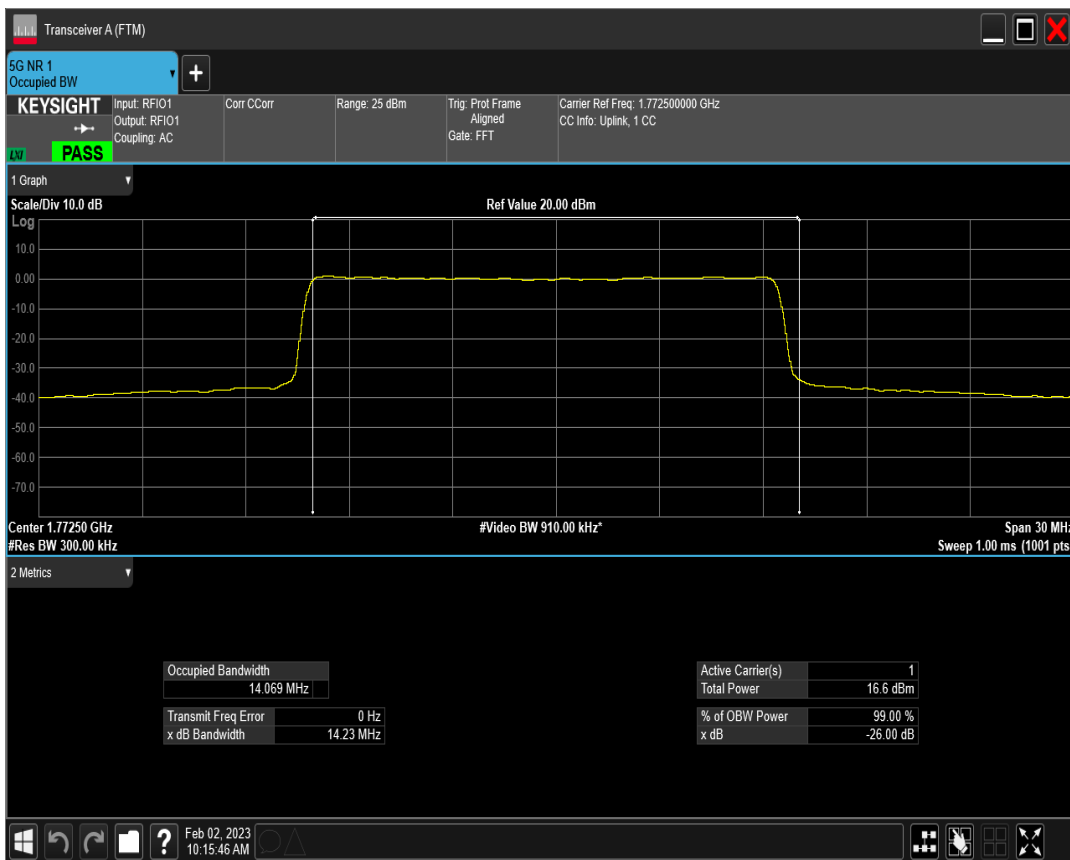 Transceiver A (FTM)
5G NR 1
Occupied BW
+
KEYSIGHT
LXI
PASS
Input: RFIO1
Output: RFIO1
Coupling: AC
Corr CCorr
Range: 25 dBm
Trig: Prot Frame
Aligned
Gate: FFT
Carrier Ref Freq: 1.772500000 GHz
CC Info: Uplink, 1 CC
1 Graph
Scale/Div 10.0 dB
Ref Value 20.00 dBm
Log
10.0
0.00
-10.0
-20.0
-30.0
-40.0
-50.0
-60.0
-70.0
Center 1.77250 GHz
#Video BW 910.00 kHz*
Span 30 MHz
#Res BW 300.00 kHz
Sweep 1.00 ms (1001 pts
2 Metrics
Occupied Bandwidth
14.069 MHz
Transmit Freq Error 0 Hz
x dB Bandwidth 14.23 MHz
Active Carrier(s) 1
Total Power 16.6 dBm
% of OBW Power 99.00 %
x dB -26.00 dB
?
Feb 02, 2023
10:15:46 AM